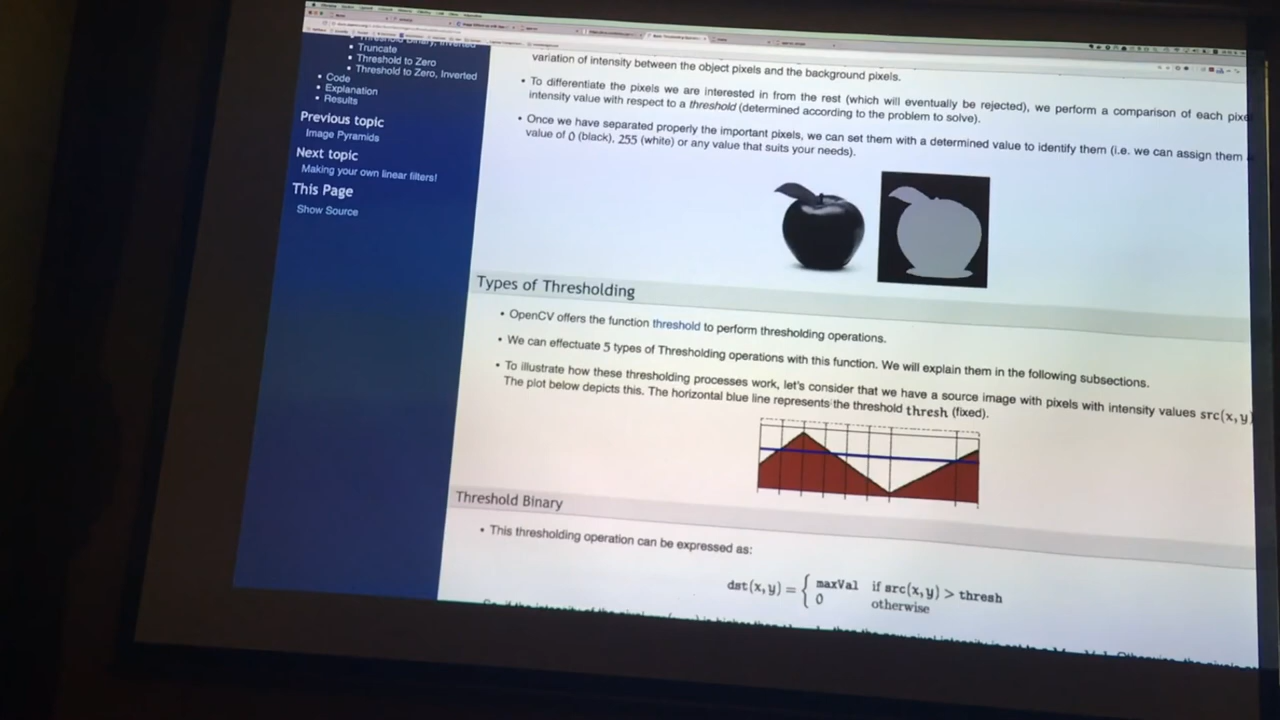 Threshold Binary, Inverted
Truncate
Threshold to Zero
Threshold to Zero, Inverted
Code
Explanation
Results
Previous topic
Image Pyramids
Next topic
Making your own linear filters!
This Page
Show Source
variation of intensity between the object pixels and the background pixels.
• To differentiate the pixels we are interested in from the rest (which will eventually be rejected), we perform a comparison of each pixe
intensity value with respect to a threshold (determined according to the problem to solve).
• Once we have separated properly the important pixels, we can set them with a determined value to identify them (i.e. we can assign them
value of 0 (black), 255 (white) or any value that suits your needs).
Types of Thresholding
• OpenCV offers the function threshold to perform thresholding operations.
• We can effectuate 5 types of Thresholding operations with this function. We will explain them in the following subsections.
• To illustrate how these thresholding processes work, let's consider that we have a source image with pixels with intensity values src(x,y)
The plot below depicts this. The horizontal blue line represents the threshold thresh (fixed).
Threshold Binary
• This thresholding operation can be expressed as:
dst(x,y) = { maxVal if src(x,y) > thresh
0 otherwise